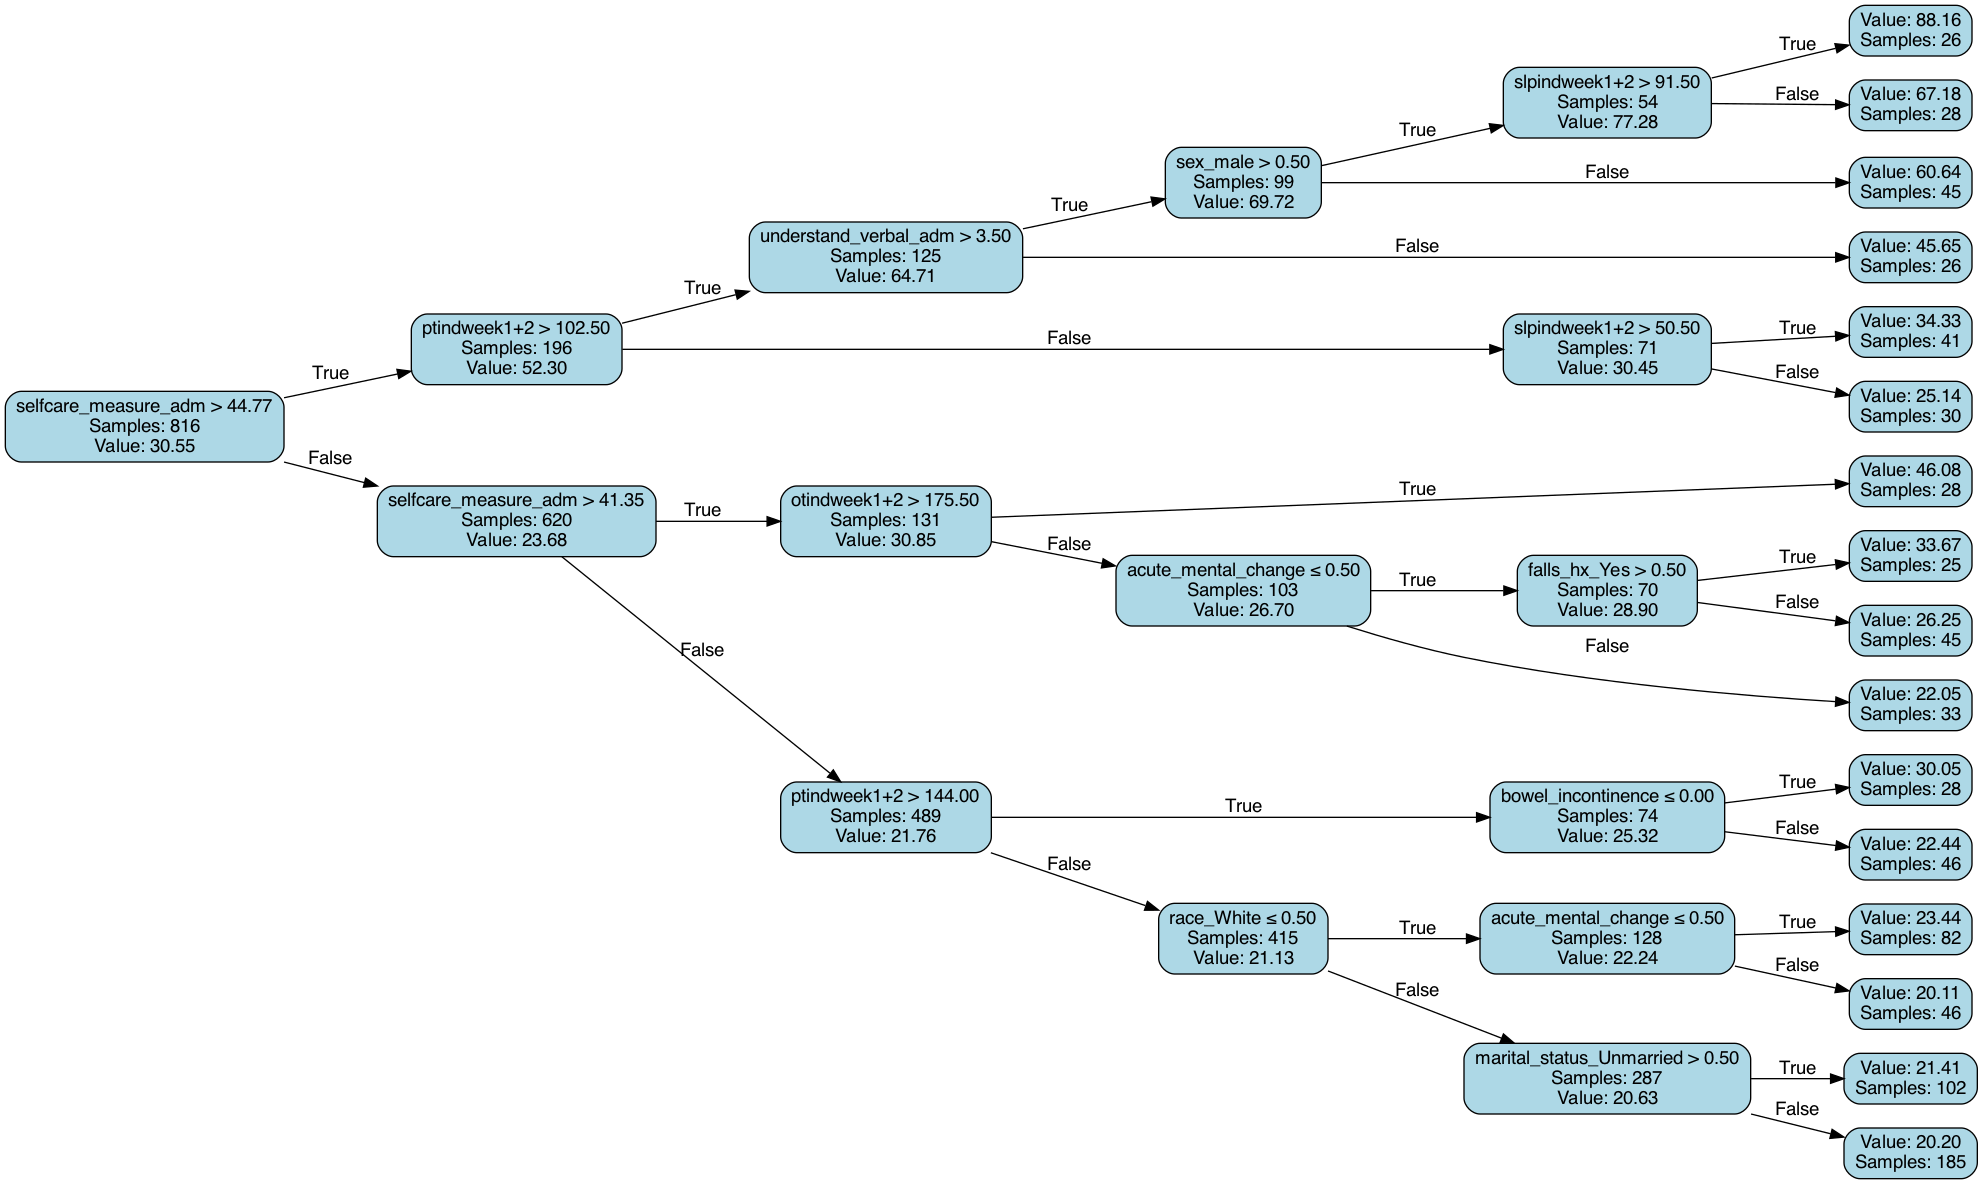 selfcare_measure_adm > 44.77
Samples: 816
Value: 30.55
True
False
ptindweek1+2 > 102.50
Samples: 196
Value: 52.30
True
False
understand_verbal_adm > 3.50
Samples: 125
Value: 64.71
True
False
sex_male > 0.50
Samples: 99
Value: 69.72
True
False
slpindweek1+2 > 91.50
Samples: 54
Value: 77.28
True
False
Value: 88.16
Samples: 26
Value: 67.18
Samples: 28
Value: 60.64
Samples: 45
Value: 45.65
Samples: 26
slpindweek1+2 > 50.50
Samples: 71
Value: 30.45
True
False
Value: 34.33
Samples: 41
Value: 25.14
Samples: 30
selfcare_measure_adm > 41.35
Samples: 620
Value: 23.68
True
False
otindweek1+2 > 175.50
Samples: 131
Value: 30.85
True
False
Value: 46.08
Samples: 28
acute_mental_change ≤ 0.50
Samples: 103
Value: 26.70
True
False
falls_hx_Yes > 0.50
Samples: 70
Value: 28.90
True
False
Value: 33.67
Samples: 25
Value: 26.25
Samples: 45
Value: 22.05
Samples: 33
ptindweek1+2 > 144.00
Samples: 489
Value: 21.76
True
False
bowel_incontinence ≤ 0.00
Samples: 74
Value: 25.32
True
False
Value: 30.05
Samples: 28
Value: 22.44
Samples: 46
race_White ≤ 0.50
Samples: 415
Value: 21.13
True
False
acute_mental_change ≤ 0.50
Samples: 128
Value: 22.24
True
False
Value: 23.44
Samples: 82
Value: 20.11
Samples: 46
marital_status_Unmarried > 0.50
Samples: 287
Value: 20.63
True
False
Value: 21.41
Samples: 102
Value: 20.20
Samples: 185